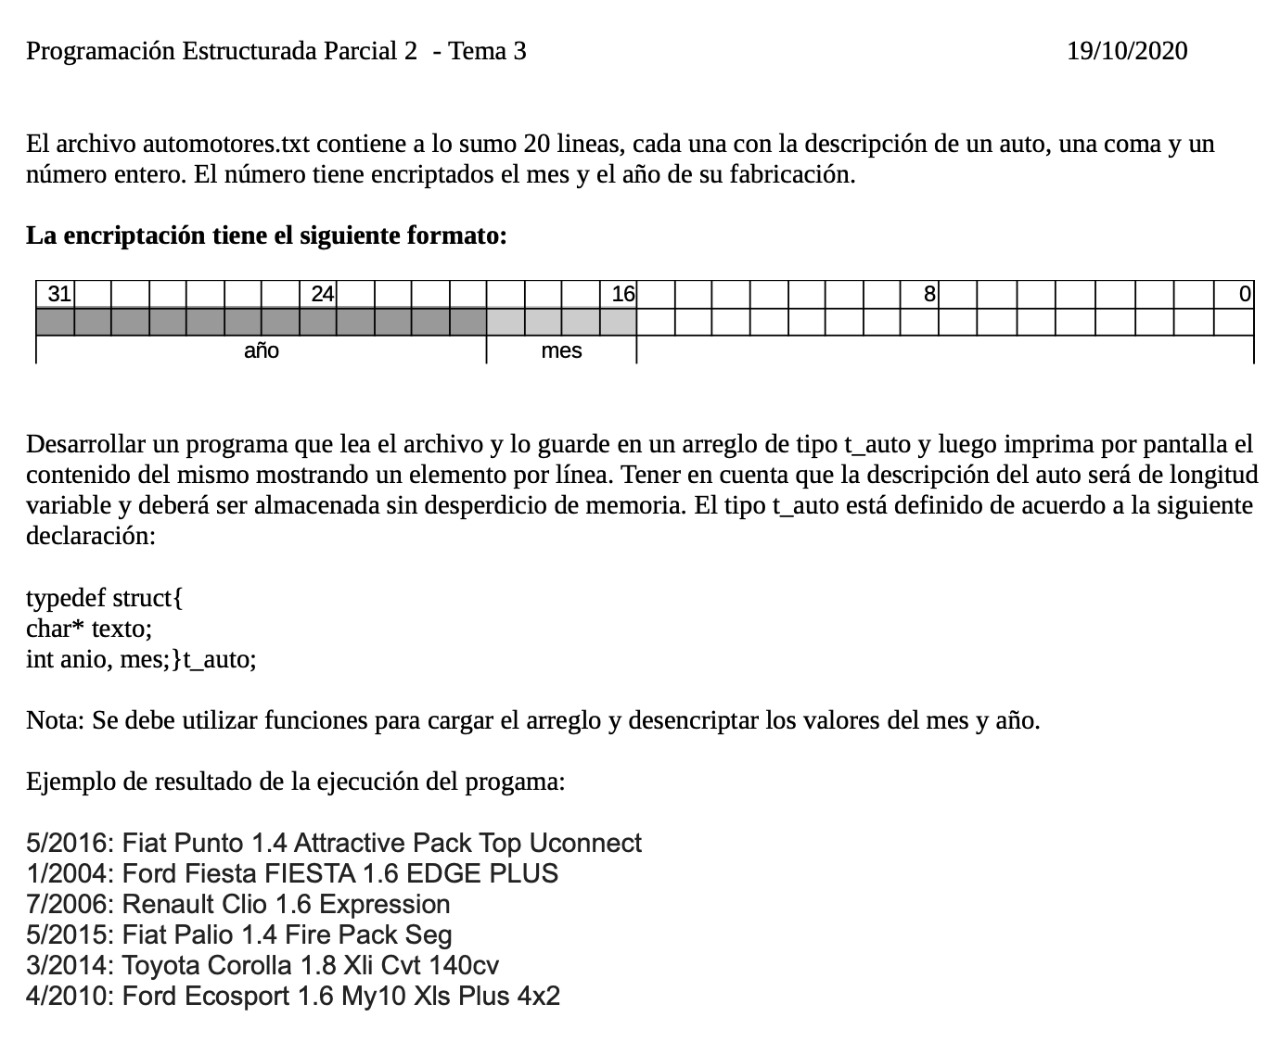 Programación Estructurada Parcial 2 - Tema 3 19/10/2020
El archivo automotores.txt contiene a lo sumo 20 lineas, cada una con la descripción de un auto, una coma y un
número entero. El número tiene encriptados el mes y el año de su fabricación.
La encriptación tiene el siguiente formato:
31 24 16 8 0
año mes
Desarrollar un programa que lea el archivo y lo guarde en un arreglo de tipo t_auto y luego imprima por pantalla el
contenido del mismo mostrando un elemento por línea. Tener en cuenta que la descripción del auto será de longitud
variable y deberá ser almacenada sin desperdicio de memoria. El tipo t_auto está definido de acuerdo a la siguiente
declaración:
typedef struct{
char* texto;
int anio, mes;}t_auto;
Nota: Se debe utilizar funciones para cargar el arreglo y desencriptar los valores del mes y año.
Ejemplo de resultado de la ejecución del progama:
5/2016: Fiat Punto 1.4 Attractive Pack Top Uconnect
1/2004: Ford Fiesta FIESTA 1.6 EDGE PLUS
7/2006: Renault Clio 1.6 Expression
5/2015: Fiat Palio 1.4 Fire Pack Seg
3/2014: Toyota Corolla 1.8 Xli Cvt 140cv
4/2010: Ford Ecosport 1.6 My10 Xls Plus 4x2